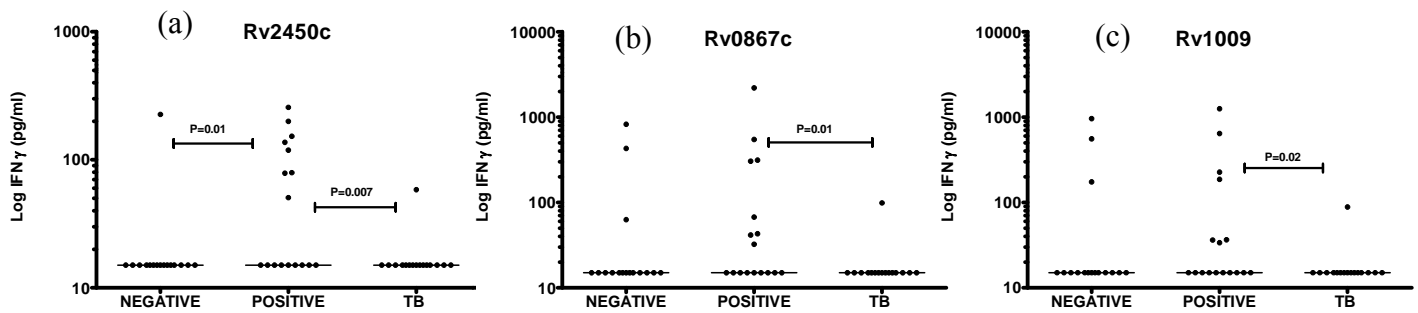 (a)
Rv2450c
1000
100
10
Log IFNγ (pg/ml)
P=0.01
P=0.007
NEGATIVE POSITIVE TB
(b)
Rv0867c
10000
1000
100
10
Log IFNγ (pg/ml)
P=0.01
NEGATIVE POSITIVE TB
(c)
Rv1009
10000
1000
100
10
Log IFNγ (pg/ml)
P=0.02
NEGATIVE POSITIVE TB